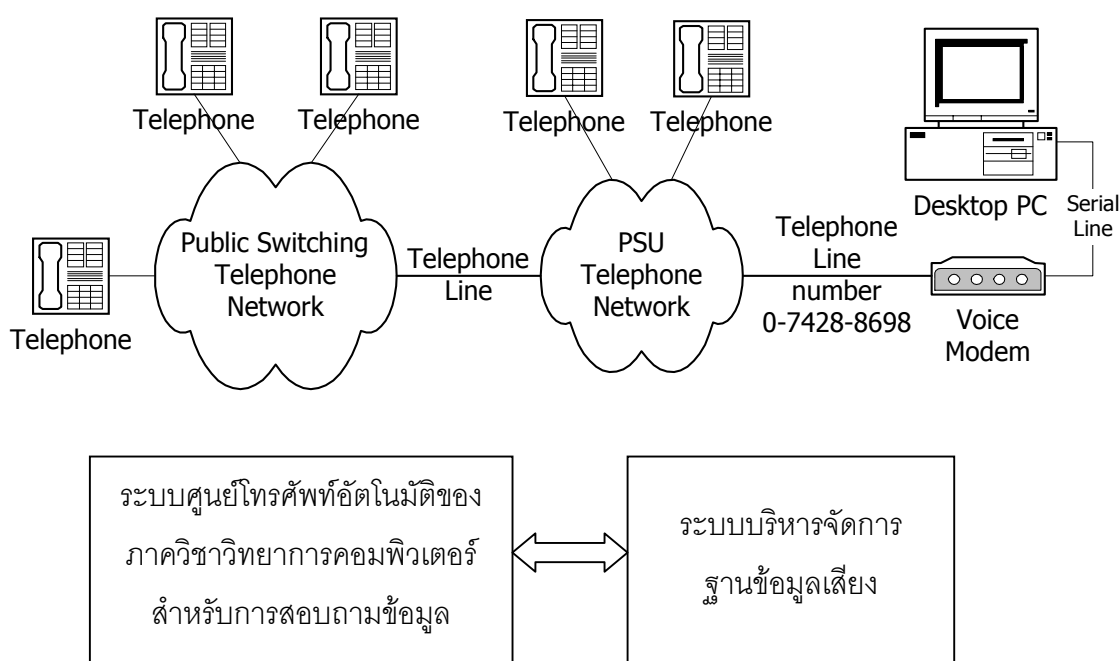 Telephone
Telephone
Telephone
Telephone
Desktop PC
Serial
Line
Public Switching
Telephone
Network
Telephone
Line
PSU
Telephone
Network
Telephone
Line
number
0-7428-8698
Voice
Modem
Telephone
ระบบศูนย์โทรศัพท์อัตโนมัติของ
ภาควิชาวิทยาการคอมพิวเตอร์
สำหรับการสอบถามข้อมูล
ระบบบริหารจัดการ
ฐานข้อมูลเสียง